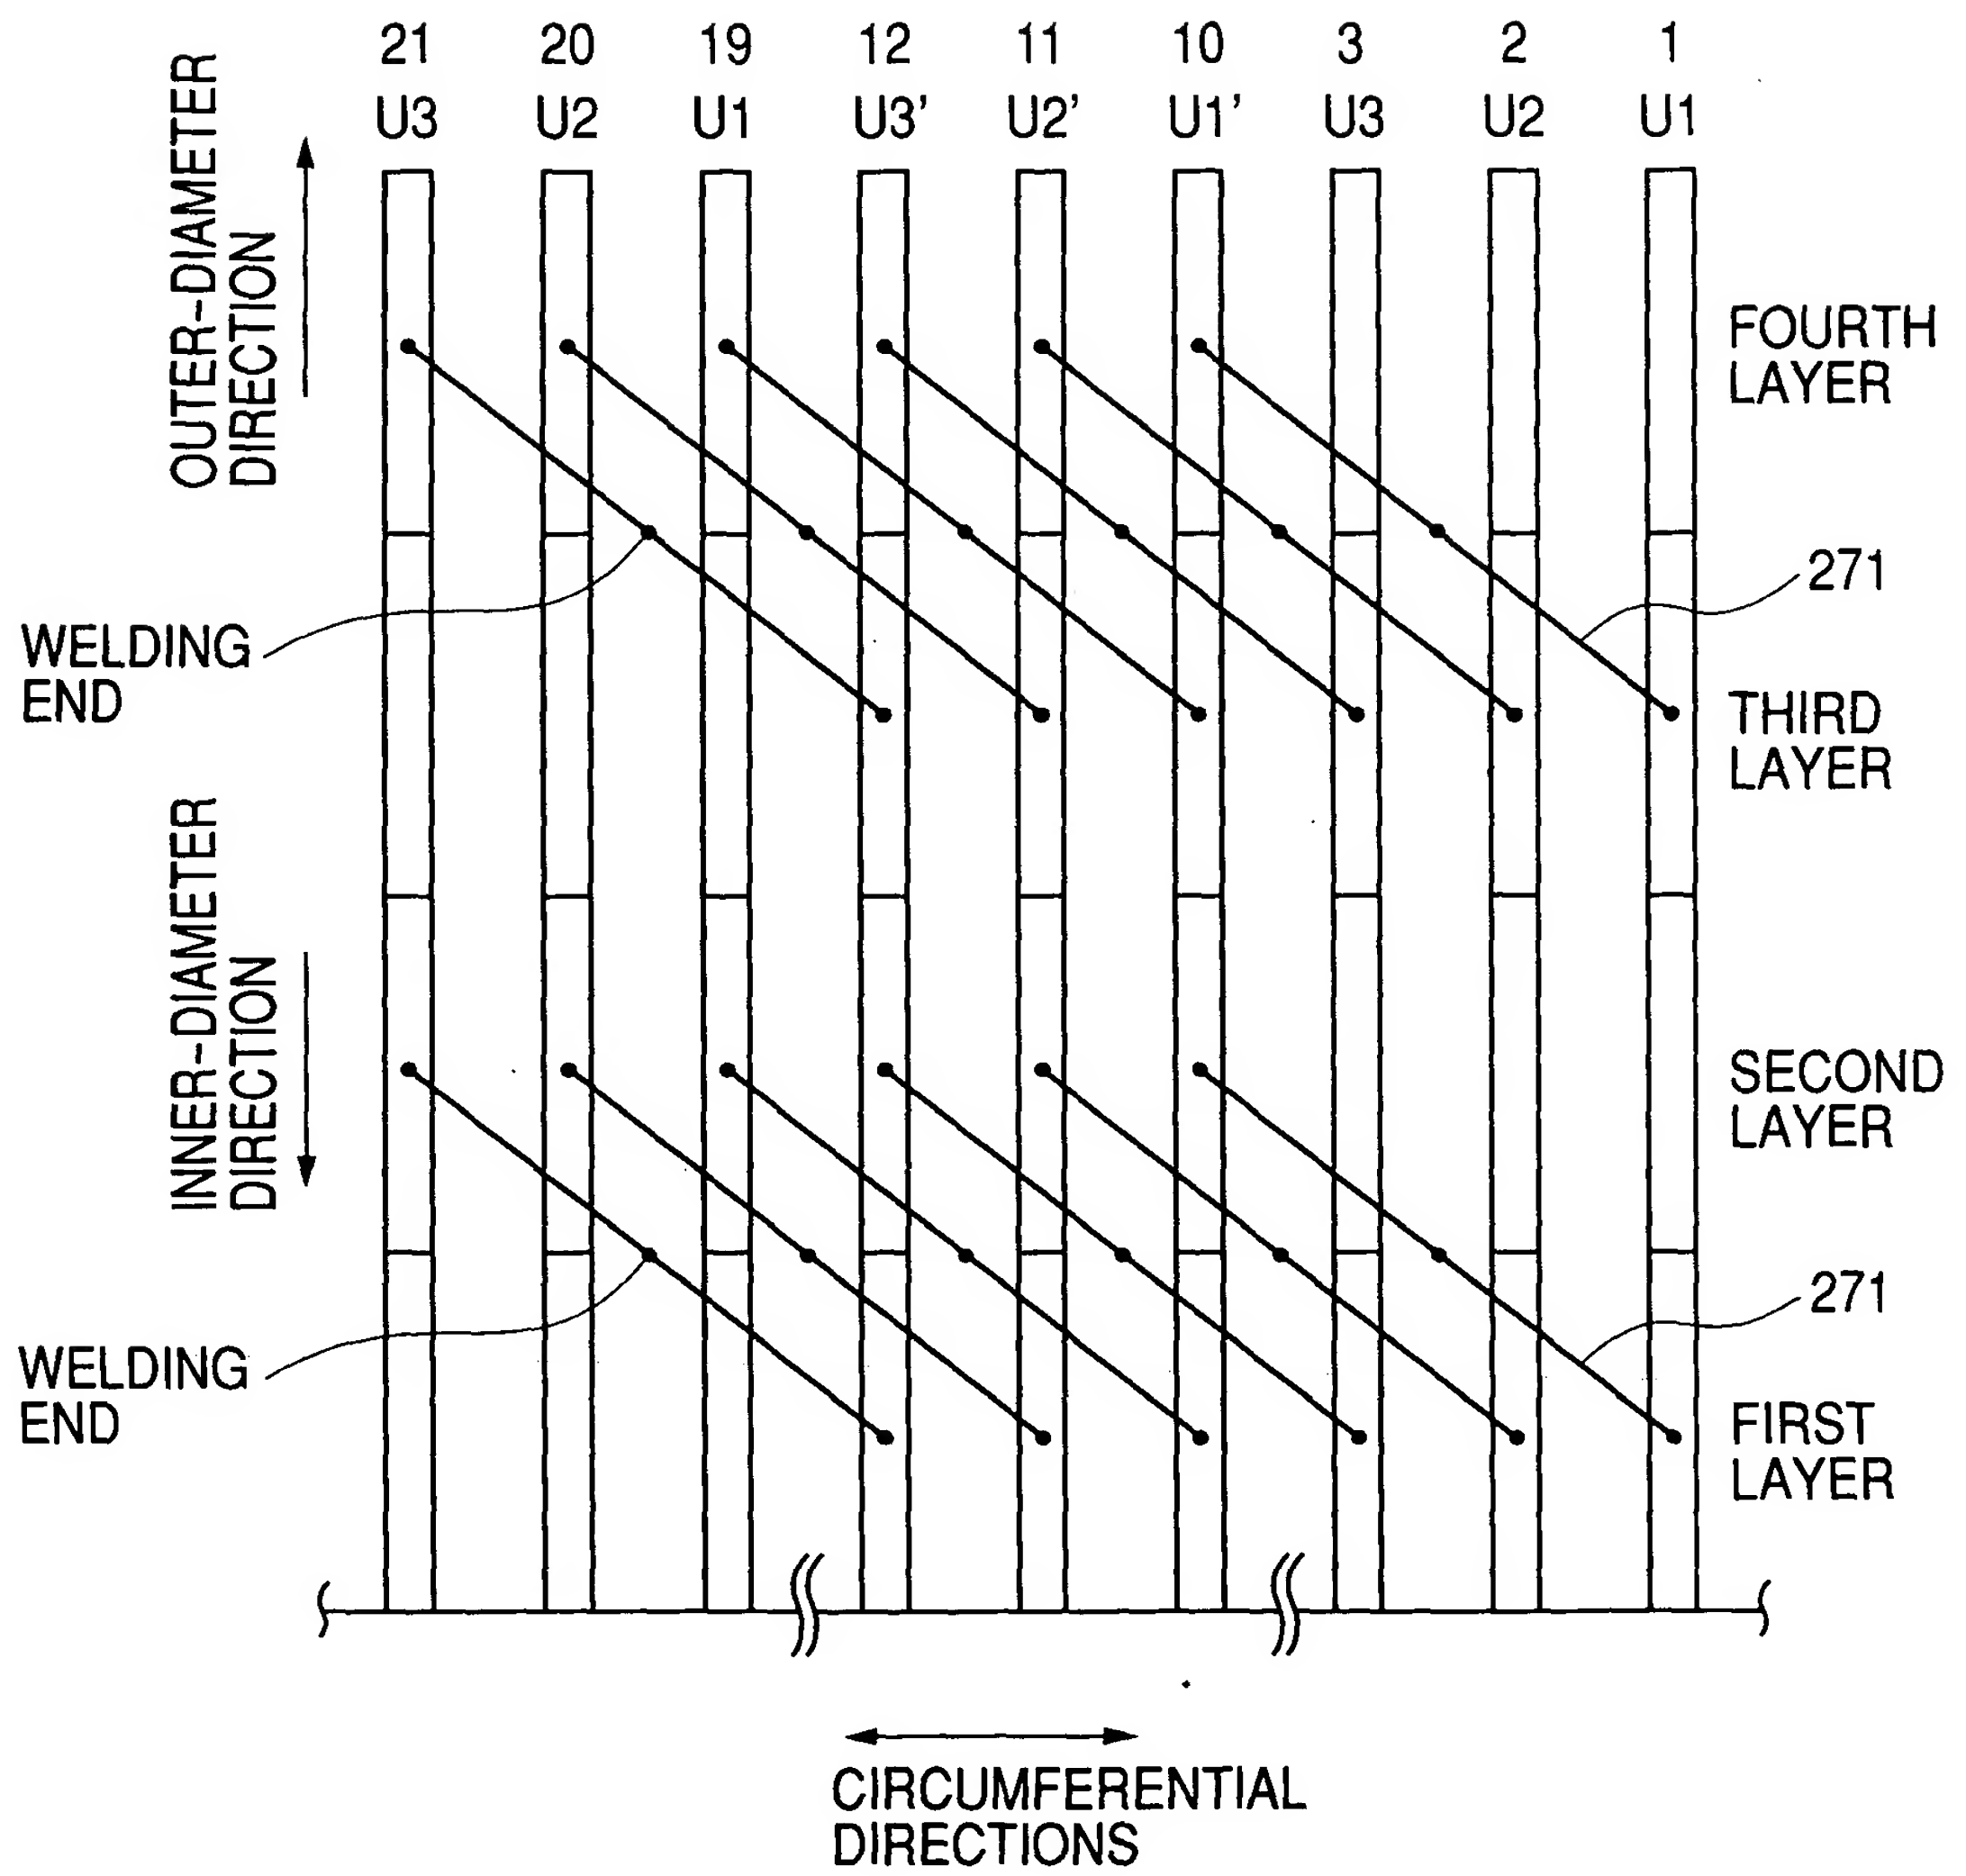 21 20 19 12 11 10 3 2 1
U3 U2 U1 U3' U2' U1' U3 U2 U1
OUTER-DIAMETER
DIRECTION
FOURTH
LAYER
271
WELDING
END
THIRD
LAYER
INNER-DIAMETER
DIRECTION
SECOND
LAYER
271
WELDING
END
FIRST
LAYER
CIRCUMFERENTIAL
DIRECTIONS